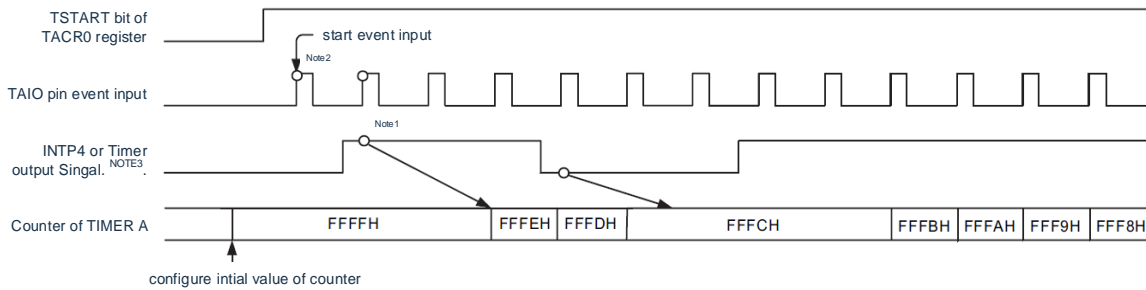 TSTART bit of
TACR0 register
start event input
Note2
TAIO pin event input
Note1
INTP4 or Timer
output Singal. NOTE3.
Counter of TIMER A
FFFFH
FFFEH
FFFDH
FFFCH
FFFBH
FFFAH
FFF9H
FFF8H
configure intial value of counter